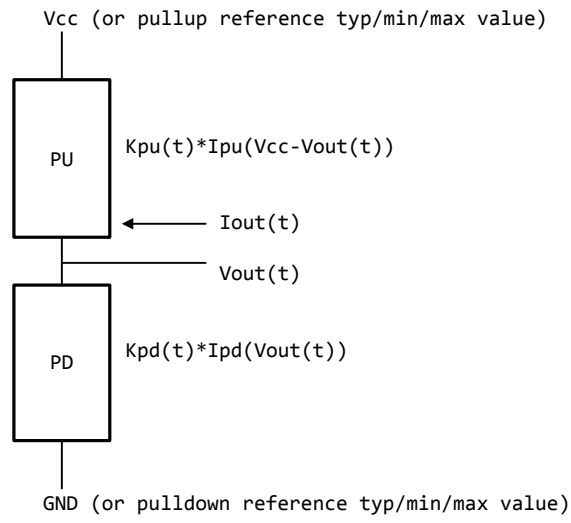 Vcc (or pullup reference typ/min/max value)
PU
Kpu(t)*Ipu(Vcc-Vout(t))
Iout(t)
Vout(t)
PD
Kpd(t)*Ipd(Vout(t))
GND (or pulldown reference typ/min/max value)